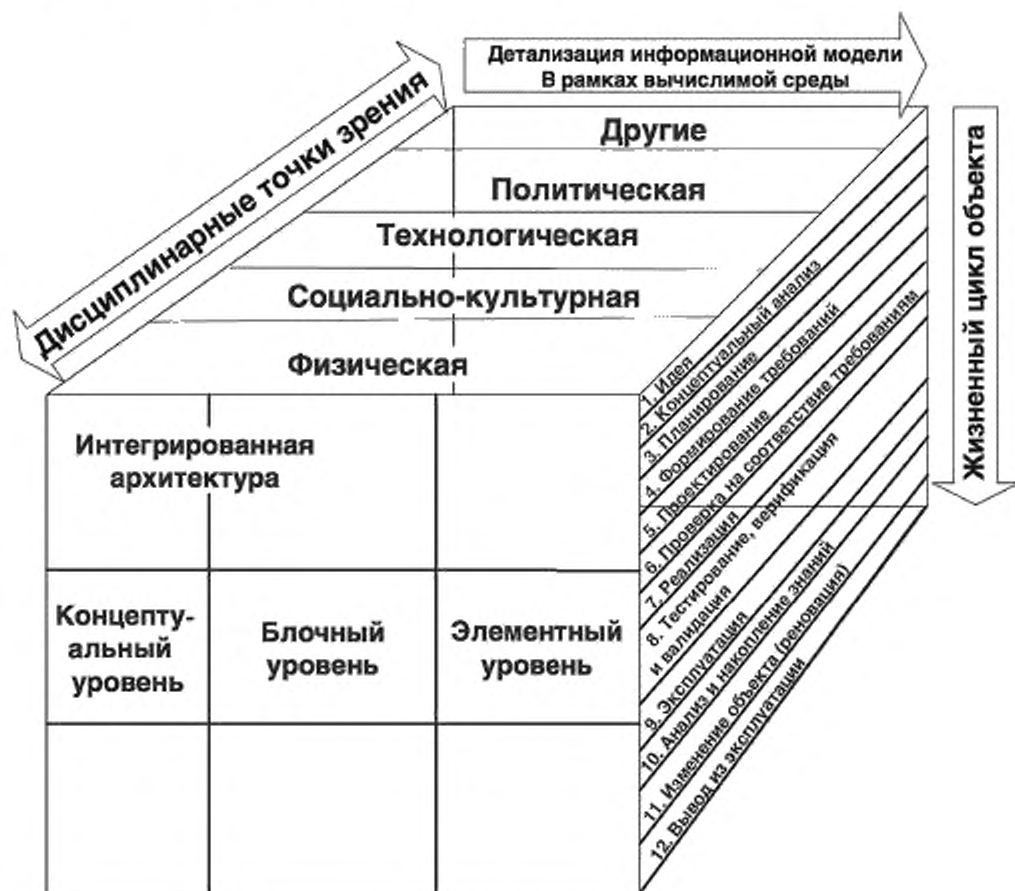 Детализация информационной модели
В рамках вычислимой среды
Дисциплинарные точки зрения
Жизненный цикл объекта
Другие
Политическая
Технологическая
Социально-культурная
Физическая
Интегрированная
архитектура
Концепту-
альный
уровень
Блочный
уровень
Элементный
уровень
1. Идея
2. Концептуальный анализ
3. Планирование
4. Формирование требований
5. Проектирование
6. Проверка на соответствие требованиям
7. Реализация
8. Тестирование, верификация
и валидация
9. Эксплуатация
10. Анализ и накопление знаний
11. Изменение объекта (реновация)
12. Вывод из эксплуатации